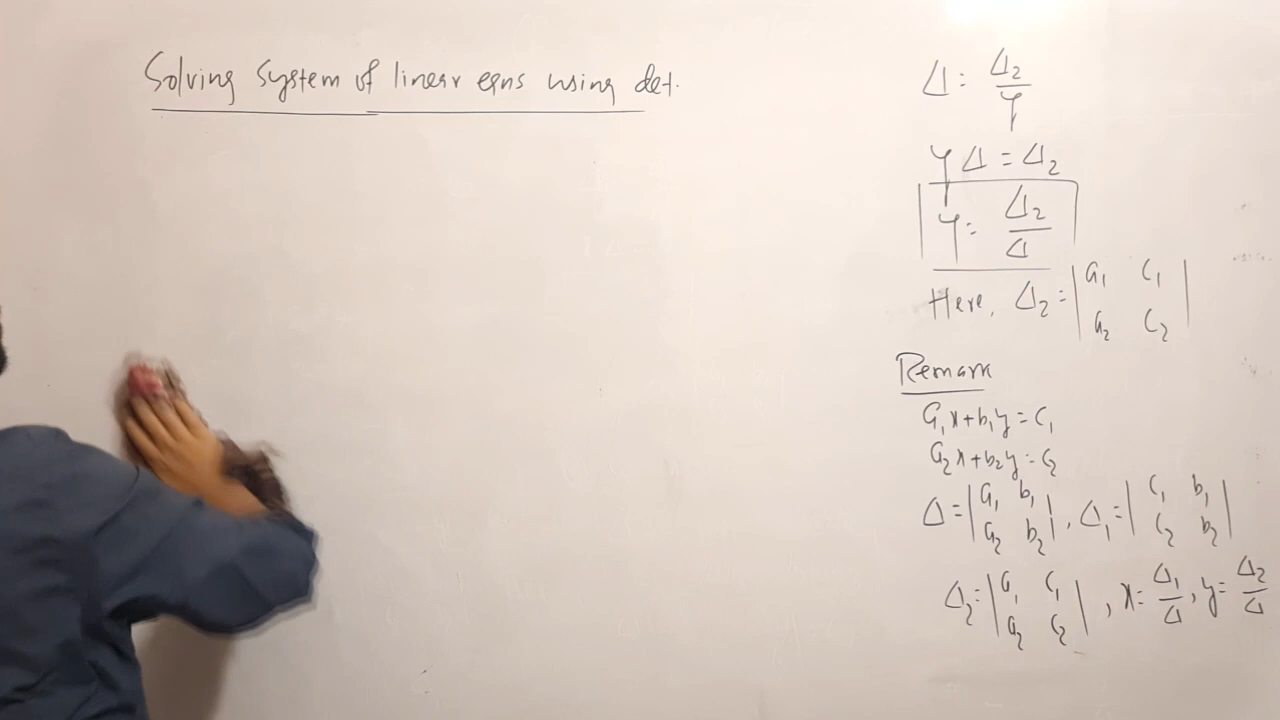 Solving system of linear eqns using det.
Δ = Δ₂/y
y Δ = Δ₂
y = Δ₂/Δ
Here, Δ₂ = |a₁ c₁|
|a₂ c₂|
Remark
a₁x+b₁y = c₁
a₂x+b₂y = c₂
Δ = |a₁ b₁|, Δ₁ = |c₁ b₁|
|a₂ b₂| |c₂ b₂|
Δ₂ = |a₁ c₁|, x = Δ₁/Δ, y = Δ₂/Δ
|a₂ c₂|